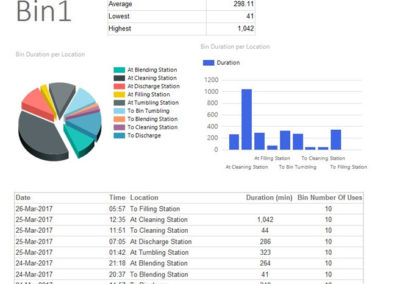 Bin1
Average 298.11
Lowest 41
Highest 1,042
Bin Duration per Location
At Blending Station
At Cleaning Station
At Discharge Station
At Filling Station
At Tumbling Station
To Bin Tumbling
To Blending Station
To Cleaning Station
To Discharge
Bin Duration per Location
Duration
1200
1000
800
600
400
200
0
At Filling Station To Cleaning Station
At Cleaning Station At Tumbling Station To Filling Station
Date Time Location Duration (min) Bin Number Of Uses
26-Mar-2017 05:57 To Filling Station 10
25-Mar-2017 12:35 At Cleaning Station 1,042 10
25-Mar-2017 11:51 To Cleaning Station 44 10
25-Mar-2017 07:05 At Discharge Station 286 10
25-Mar-2017 01:42 At Tumbling Station 323 10
24-Mar-2017 21:18 At Blending Station 264 10
24-Mar-2017 20:37 To Blending Station 41 10